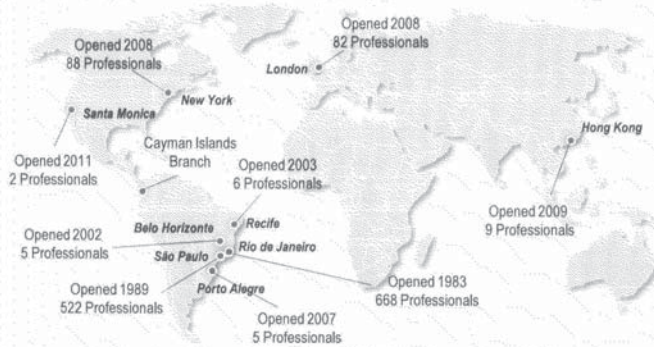 Opened 2008
82 Professionals
Opened 2008
88 Professionals
London
New York
Santa Monica
Hong Kong
Cayman Islands
Branch
Opened 2011
2 Professionals
Opened 2003
6 Professionals
Opened 2009
9 Professionals
Belo Horizonte
Recife
Opened 2002
5 Professionals
Rio de Janeiro
São Paulo
Opened 1989
522 Professionals
Porto Alegre
Opened 1983
668 Professionals
Opened 2007
5 Professionals